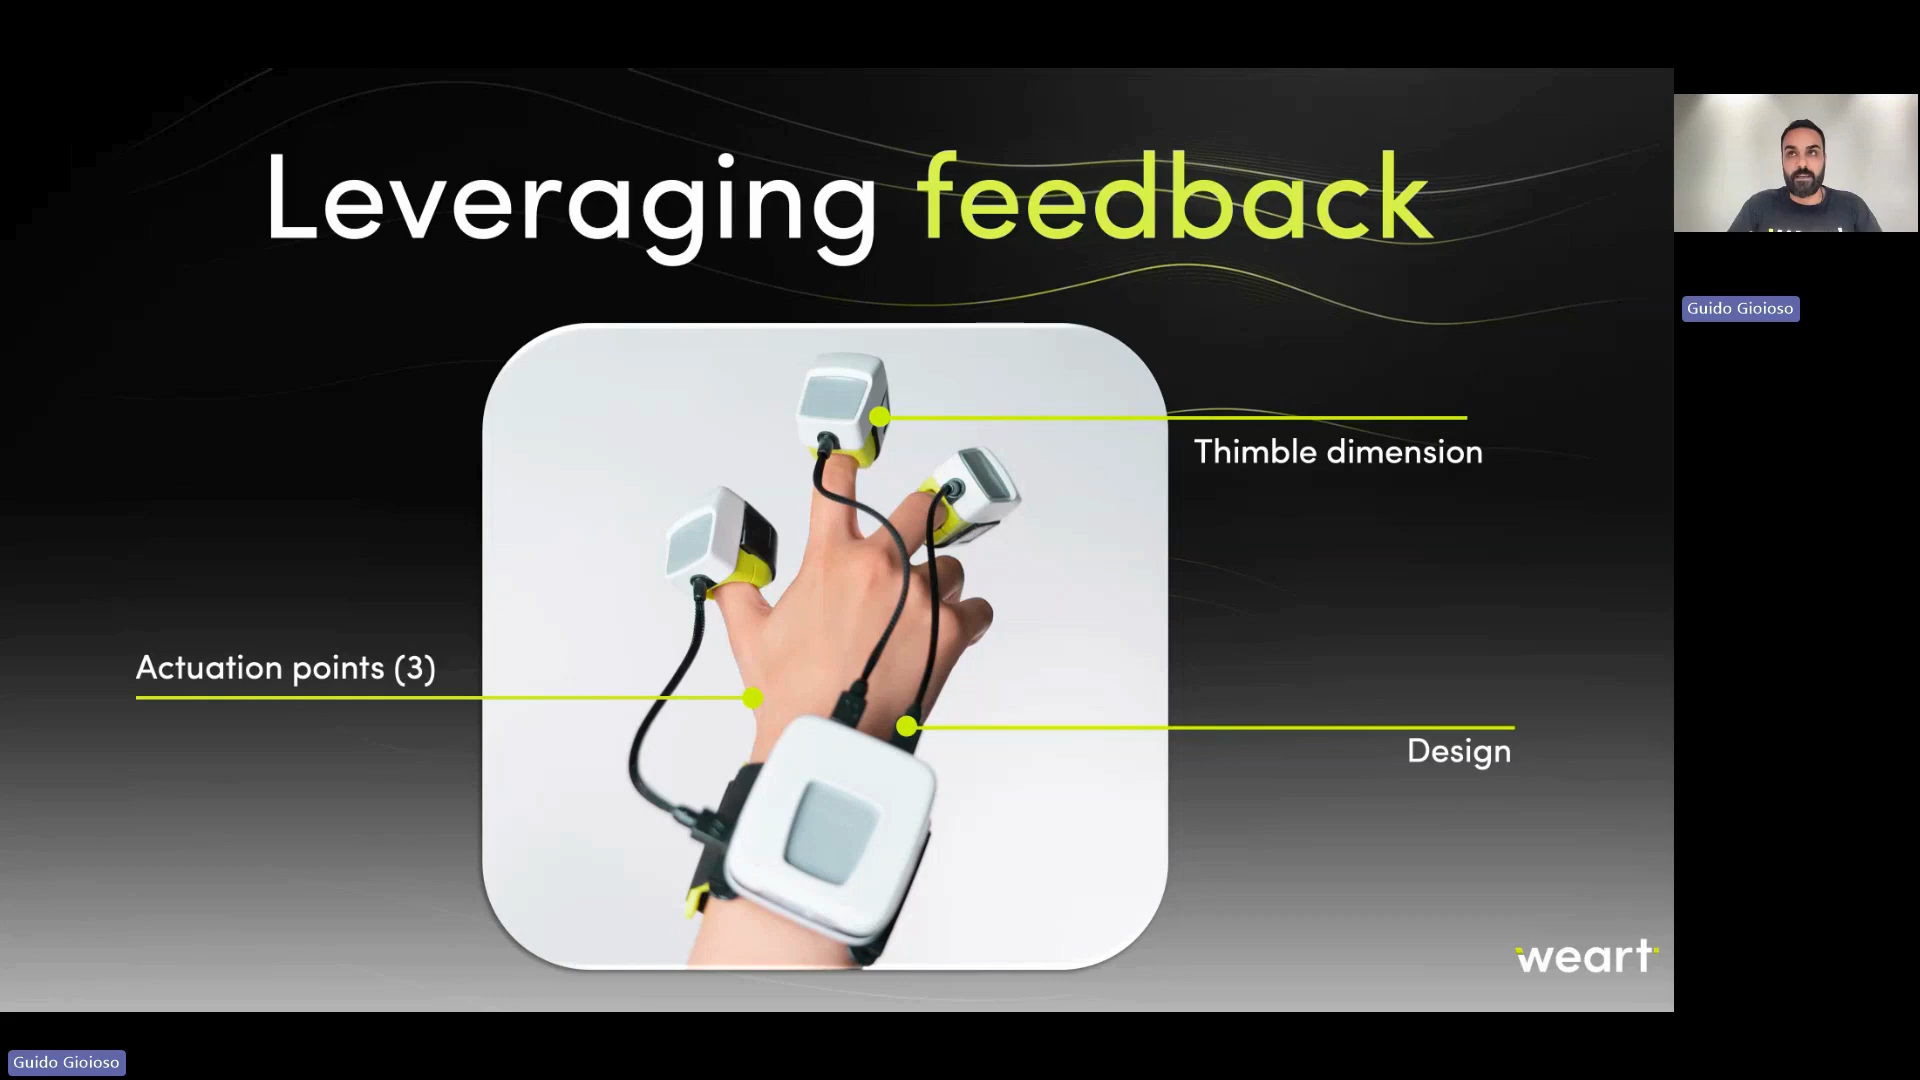 Leveraging feedback
Thimble dimension
Actuation points (3)
Design
weart
Guido Gioioso
Guido Gioioso